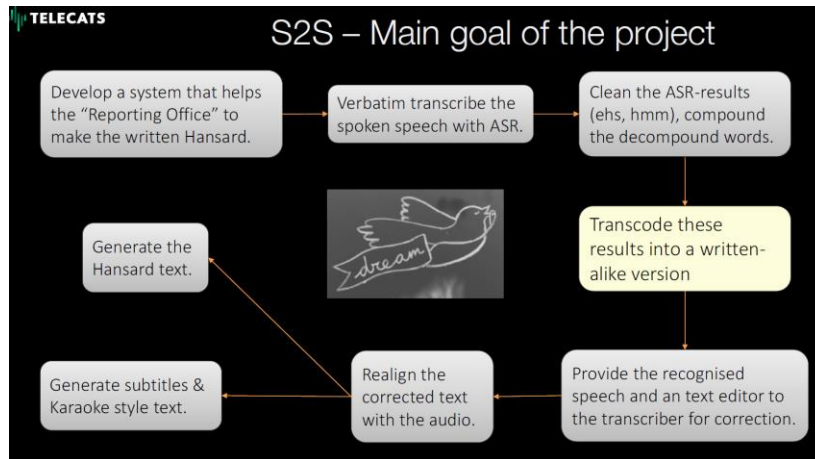 TELECATS
S2S – Main goal of the project
Develop a system that helps
the “Reporting Office” to
make the written Hansard.
Verbatim transcribe the
spoken speech with ASR.
Clean the ASR-results
(ehs, hmm), compound
the decompound words.
Transcode these
results into a written-
alike version
Provide the recognised
speech and an text editor to
the transcriber for correction.
Realign the
corrected text
with the audio.
Generate the
Hansard text.
Generate subtitles &
Karaoke style text.
dream